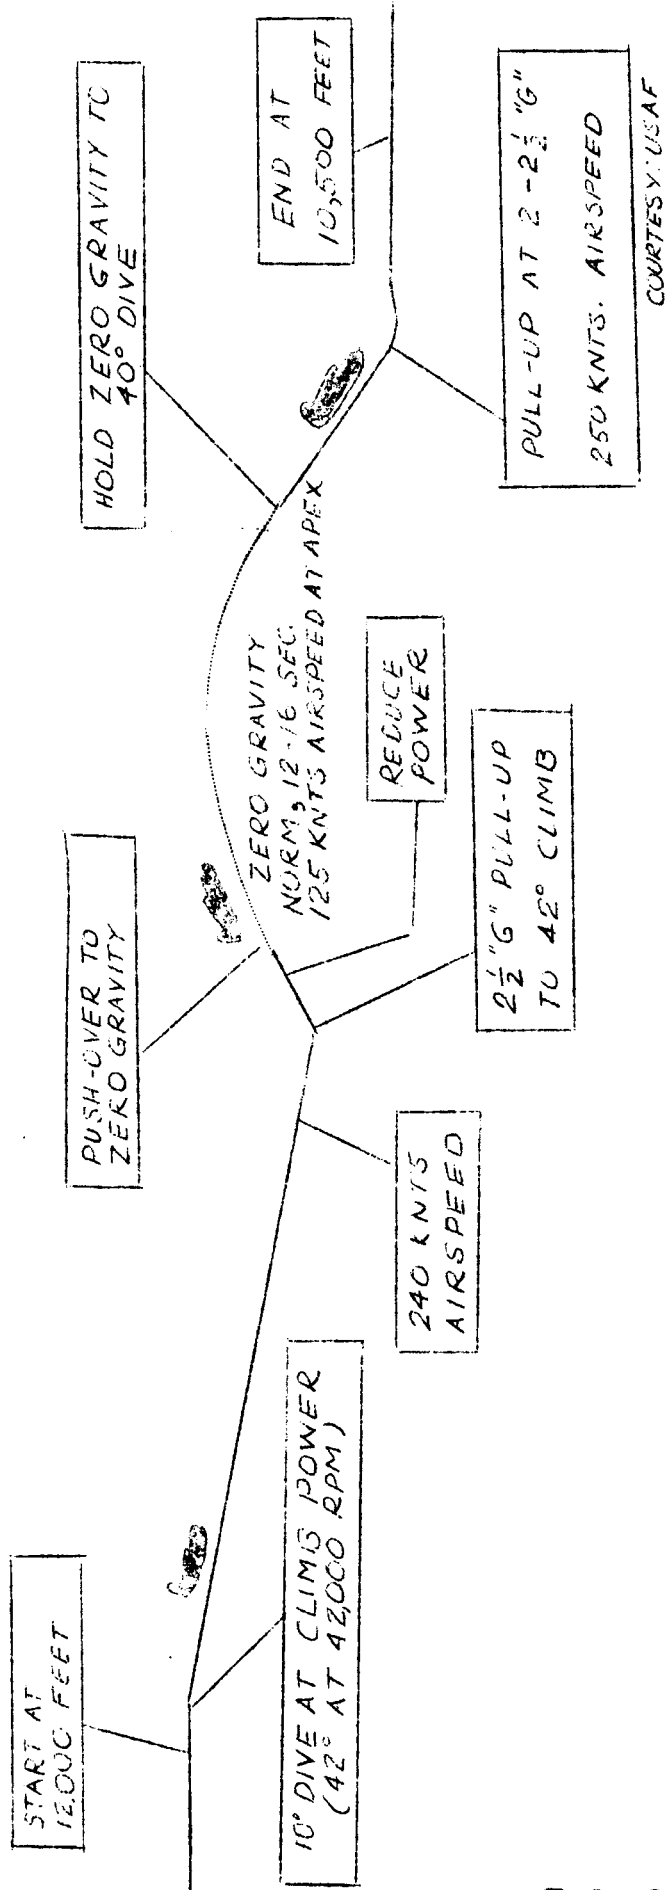 START AT
12,000 FEET
10° DIVE AT CLIMB POWER
(42° AT 42,000 RPM)
240 KNTS
AIRSPEED
PUSH-OVER TO
ZERO GRAVITY
2½ "G" PULL-UP
TO 42° CLIMB
REDUCE
POWER
ZERO GRAVITY
NORM, 12-16 SEC.
125 KNTS AIRSPEED AT APEX
HOLD ZERO GRAVITY TO
40° DIVE
END AT
10,500 FEET
PULL-UP AT 2-2½ "G"
250 KNTS. AIRSPEED
COURTESY: USAF